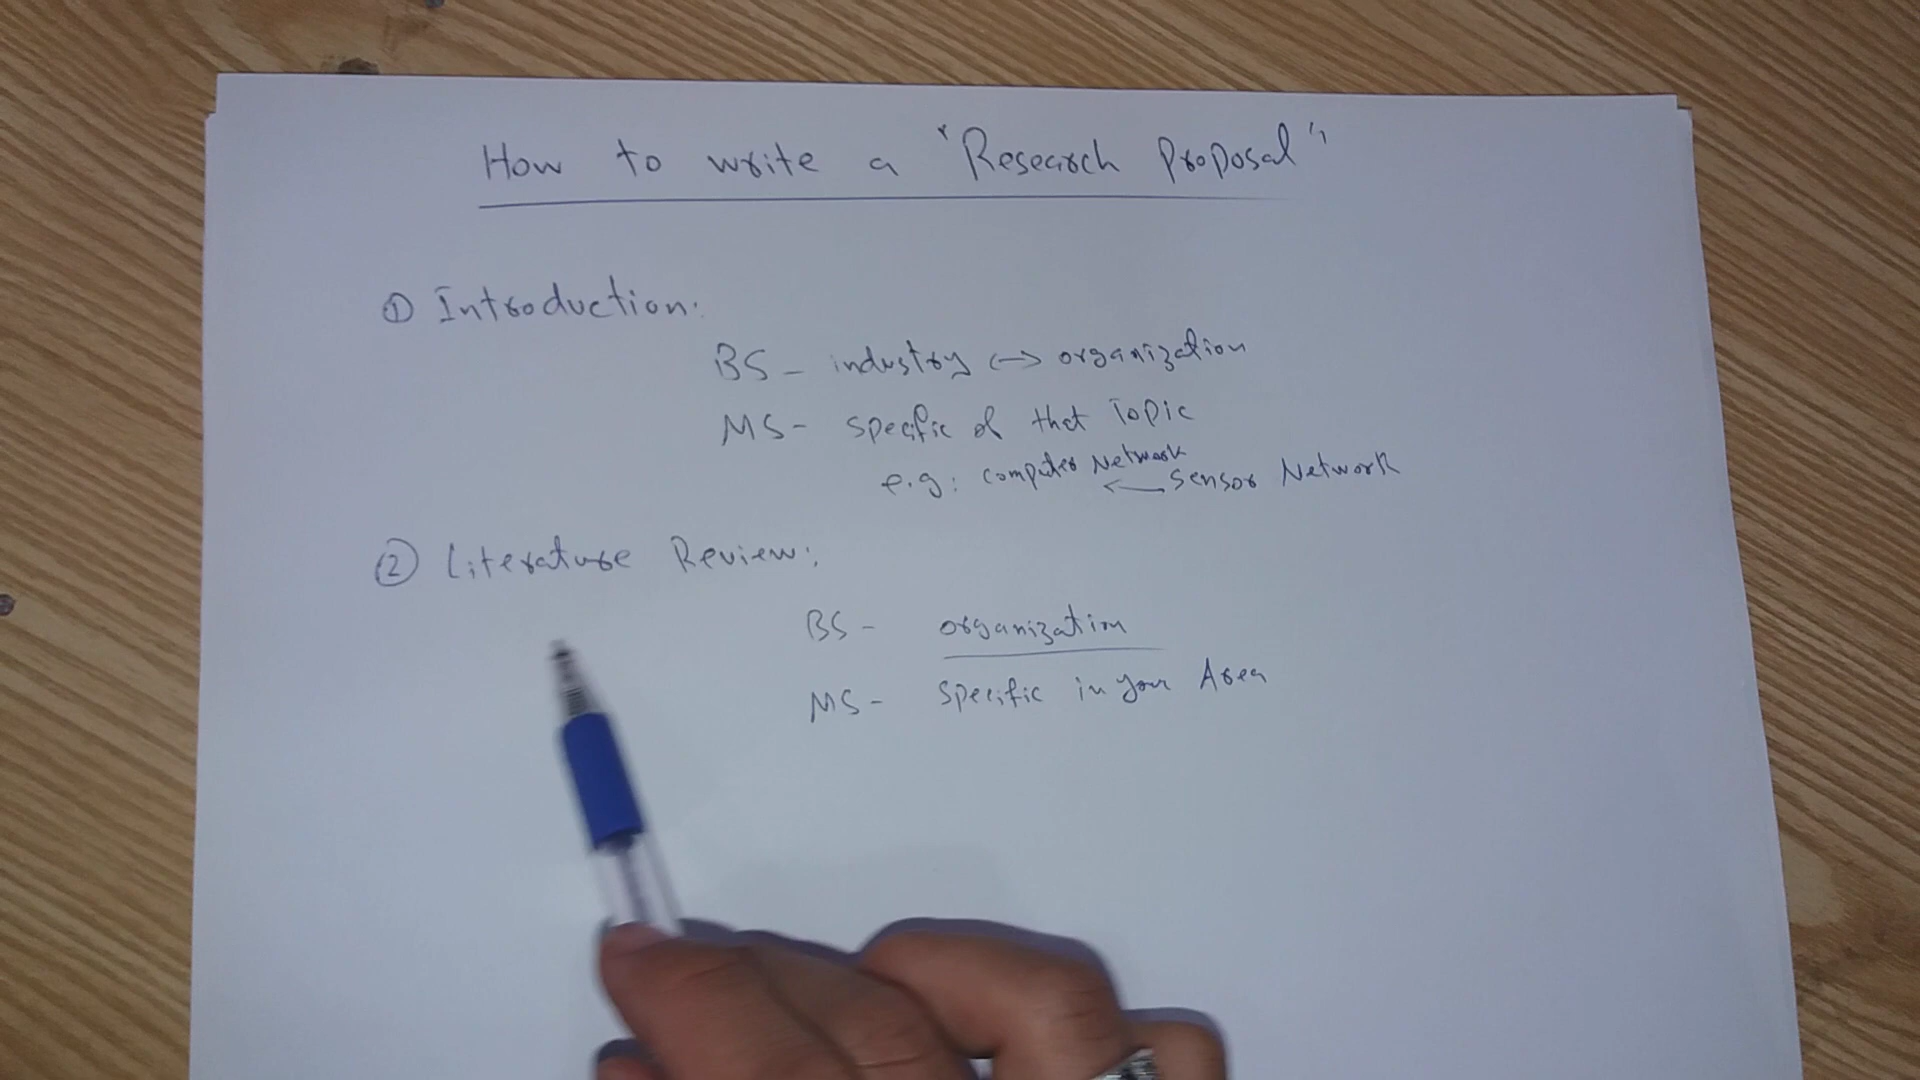 How to write a "Research Proposal"
① Introduction:
BS - industry <-> organization
MS - specific of that Topic
e.g: computer Network <- Sensor Network
② Literature Review:
BS - organization
MS - specific in your Area